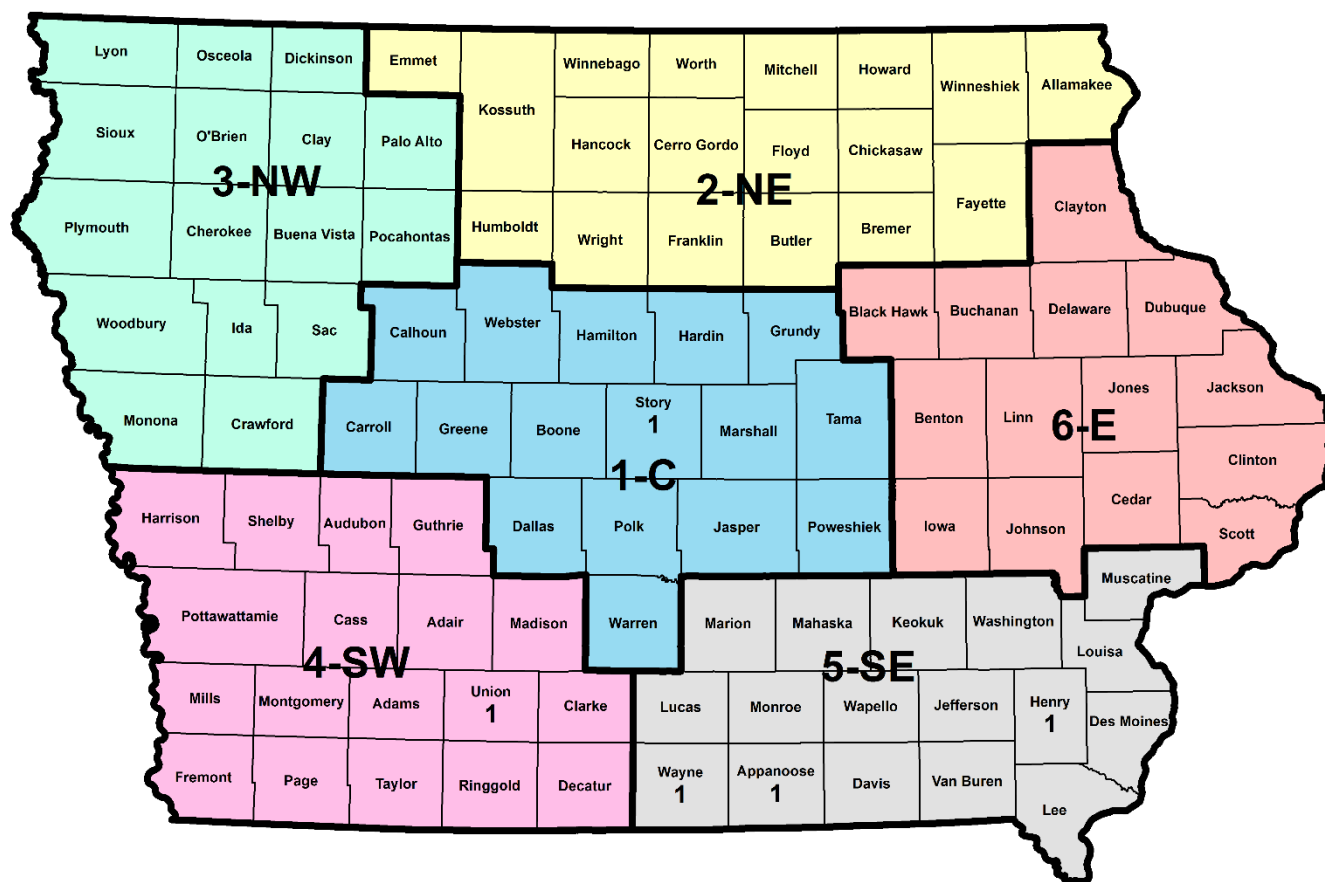 Lyon
Osceola
Dickinson
Emmet
Kossuth
Winnebago
Worth
Mitchell
Howard
Winneshiek
Allamakee
Sioux
O'Brien
Clay
Palo Alto
Hancock
Cerro Gordo
Floyd
Chickasaw
3-NW
2-NE
Plymouth
Cherokee
Buena Vista
Pocahontas
Humboldt
Wright
Franklin
Butler
Bremer
Fayette
Clayton
Woodbury
Ida
Sac
Calhoun
Webster
Hamilton
Hardin
Grundy
Black Hawk
Buchanan
Delaware
Dubuque
Monona
Crawford
Carroll
Greene
Boone
Story
1
Marshall
Tama
Benton
Linn
Jones
Jackson
1-C
6-E
Clinton
Harrison
Shelby
Audubon
Guthrie
Dallas
Polk
Jasper
Poweshiek
Iowa
Johnson
Cedar
Scott
Muscatine
Pottawattamie
Cass
Adair
Madison
Warren
Marion
Mahaska
Keokuk
Washington
Louisa
4-SW
5-SE
Mills
Montgomery
Adams
Union
1
Clarke
Lucas
Monroe
Wapello
Jefferson
Henry
1
Des Moines
Fremont
Page
Taylor
Ringgold
Decatur
Wayne
1
Appanoose
1
Davis
Van Buren
Lee